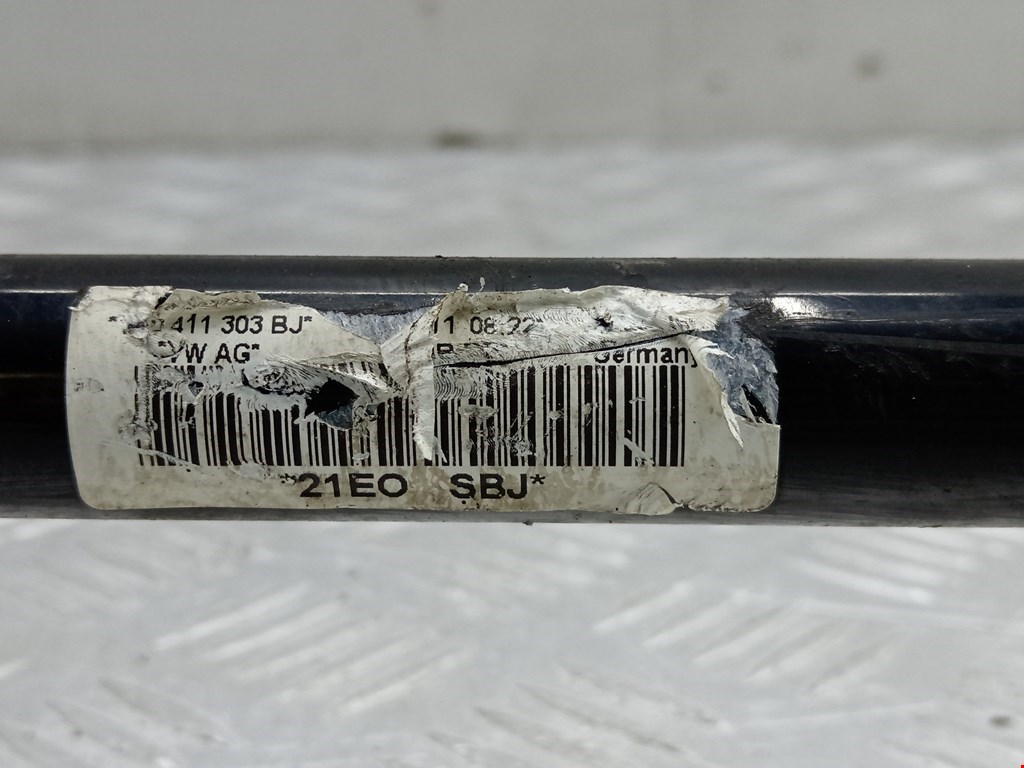 411 303 BJ* 11 08 22
*VW AG* Germany
*21EO SBJ*